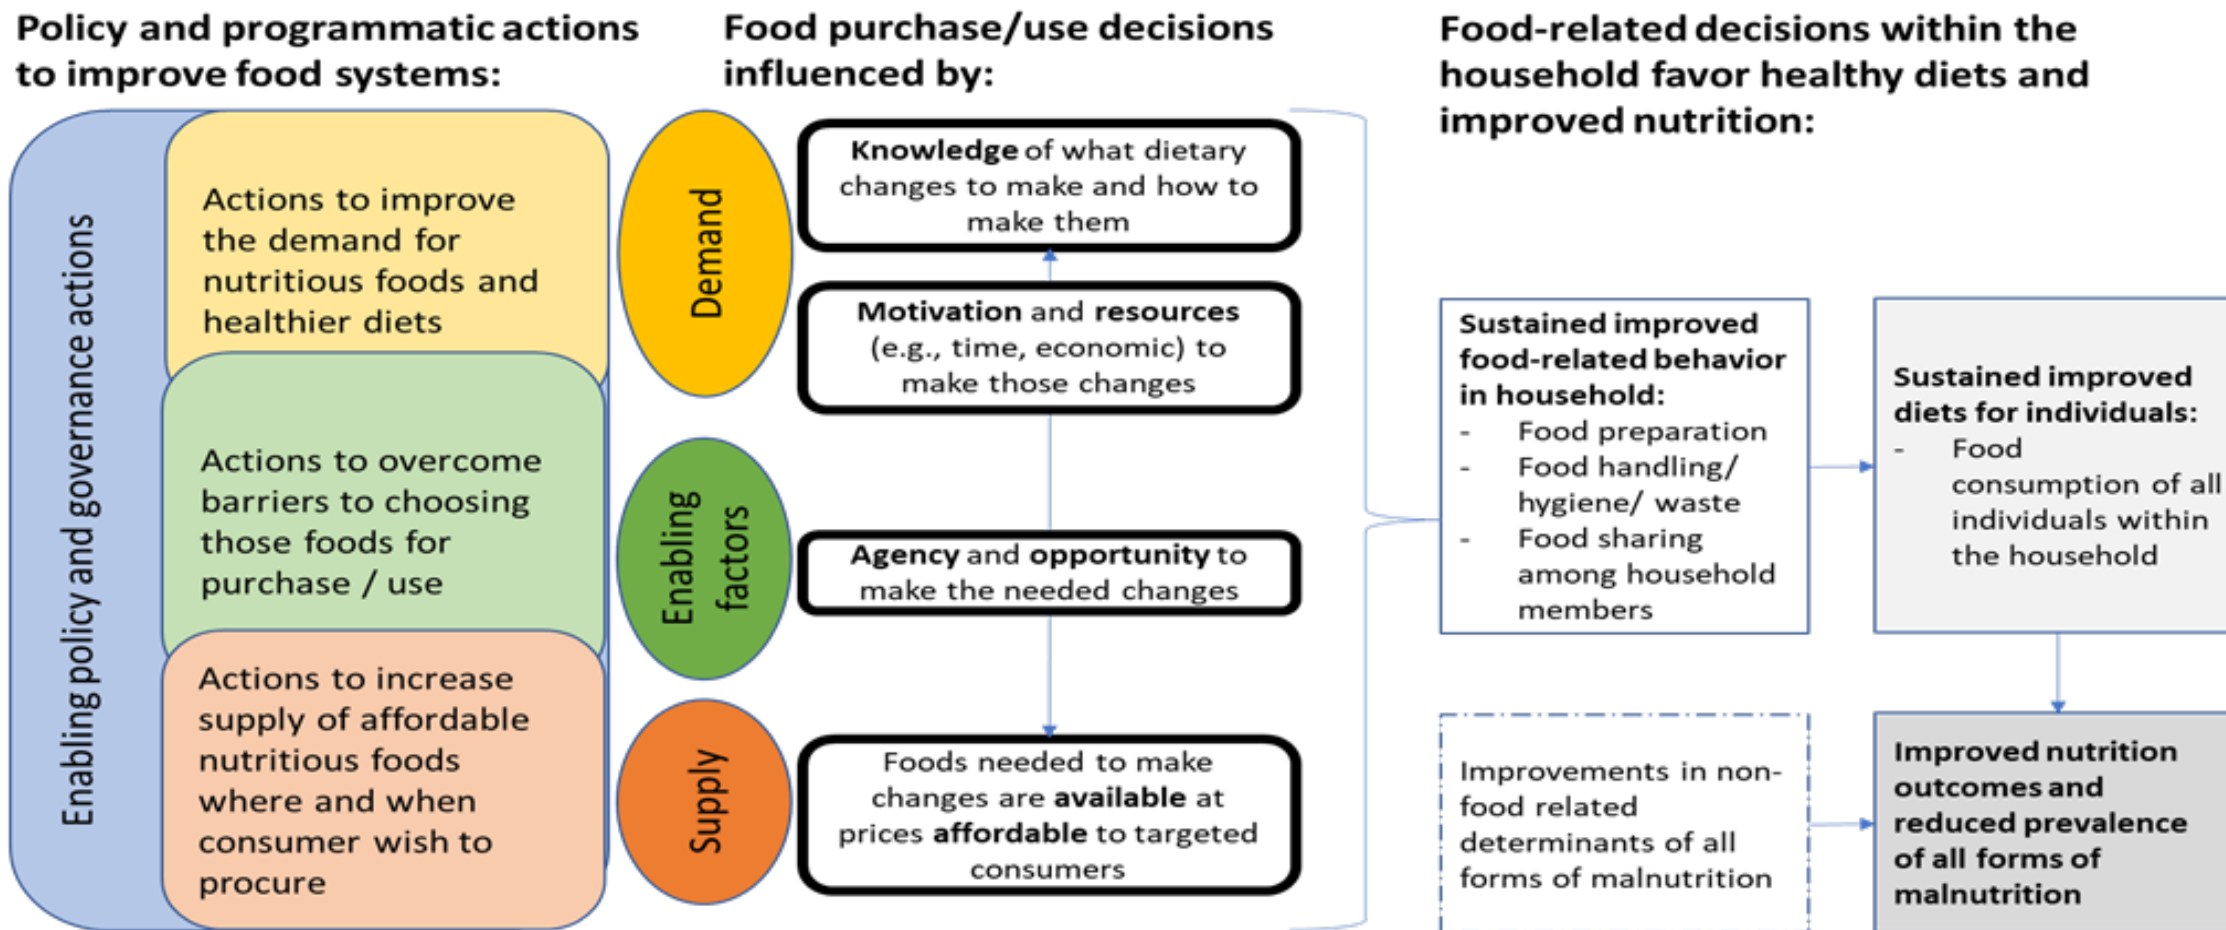 Policy and programmatic actions
to improve food systems:
Enabling policy and governance actions
Actions to improve
the demand for
nutritious foods and
healthier diets
Actions to overcome
barriers to choosing
those foods for
purchase / use
Actions to increase
supply of affordable
nutritious foods
where and when
consumer wish to
procure
Food purchase/use decisions
influenced by:
Demand
Knowledge of what dietary
changes to make and how to
make them
Motivation and resources
(e.g., time, economic) to
make those changes
Enabling
factors
Agency and opportunity to
make the needed changes
Supply
Foods needed to make
changes are available at
prices affordable to targeted
consumers
Food-related decisions within the
household favor healthy diets and
improved nutrition:
Sustained improved
food-related behavior
in household:
- Food preparation
- Food handling/
hygiene/ waste
- Food sharing
among household
members
Sustained improved
diets for individuals:
- Food
consumption of all
individuals within
the household
Improvements in non-
food related
determinants of all
forms of malnutrition
Improved nutrition
outcomes and
reduced prevalence
of all forms of
malnutrition